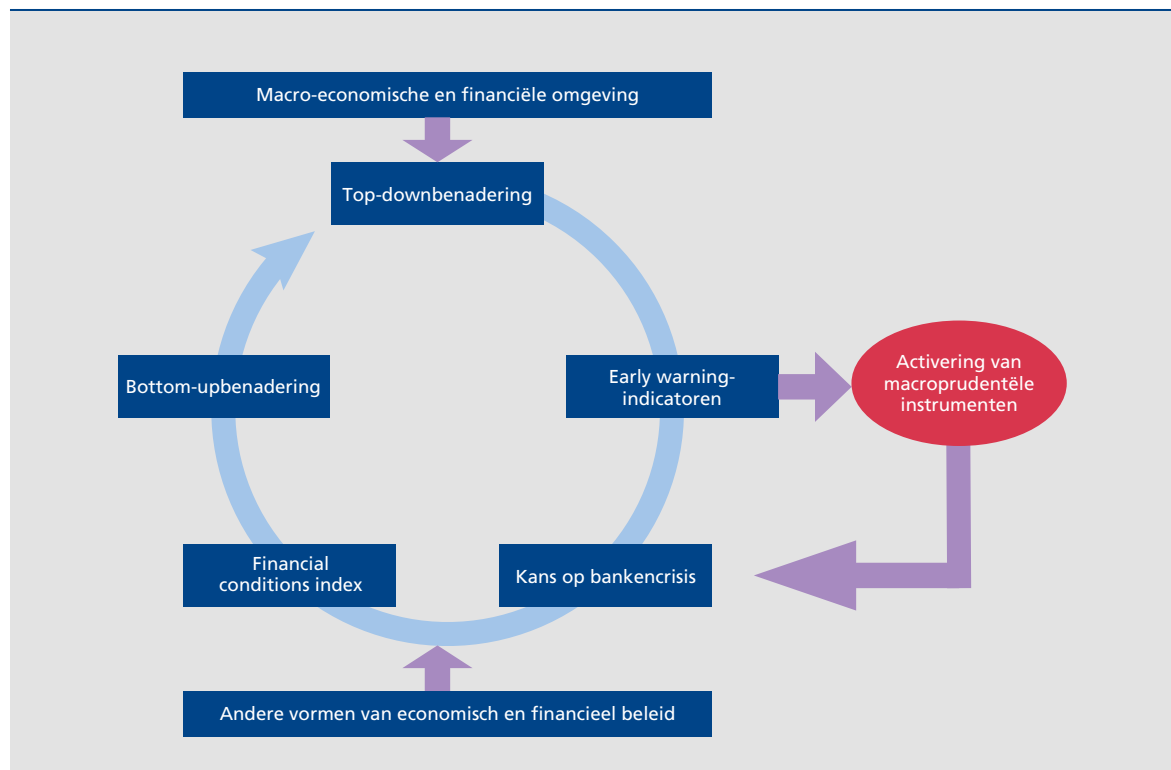 Macro-economische en financiële omgeving
Top-downbenadering
Bottom-upbenadering
Early warning-
indicatoren
Activering van
macroprudentële
instrumenten
Financial
conditions index
Kans op bankencrisis
Andere vormen van economisch en financieel beleid